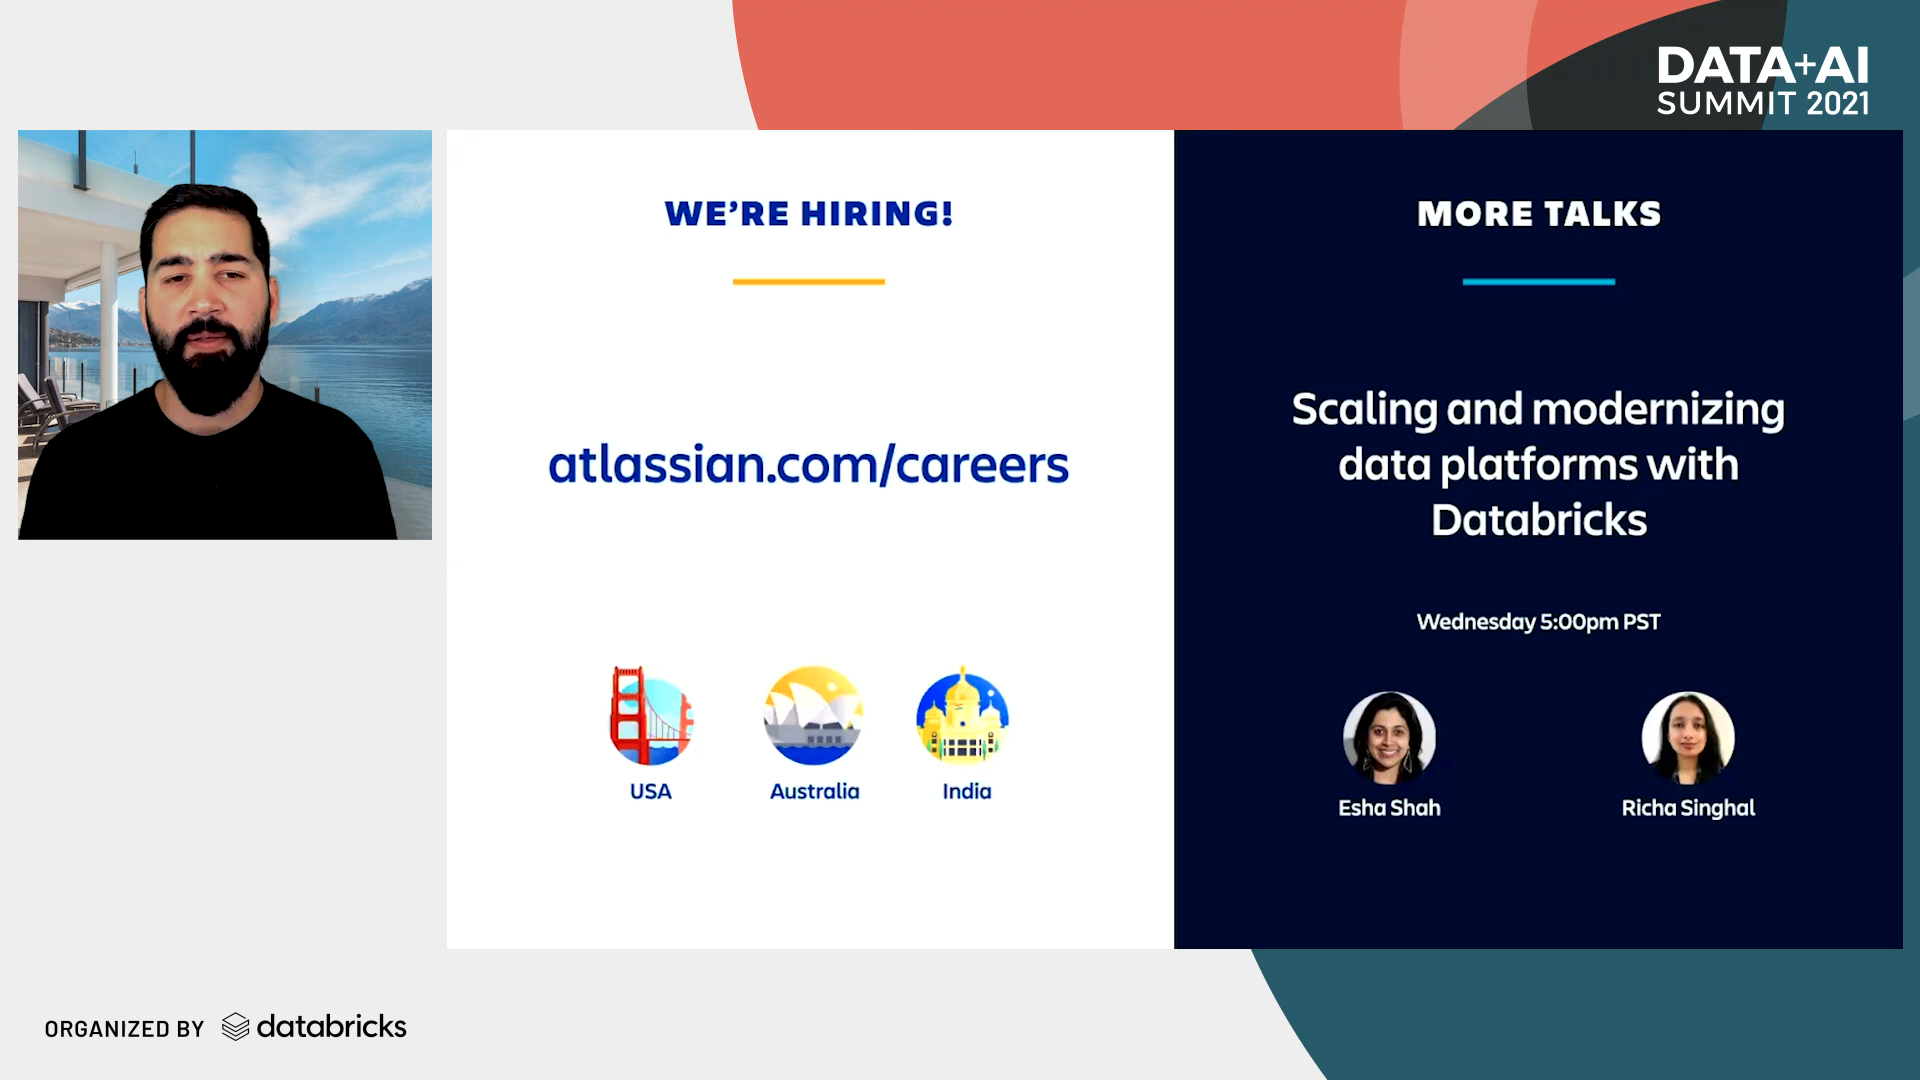 DATA+AI
SUMMIT 2021
WE’RE HIRING!
atlassian.com/careers
USA
Australia
India
MORE TALKS
Scaling and modernizing
data platforms with
Databricks
Wednesday 5:00pm PST
Esha Shah
Richa Singhal
ORGANIZED BY databricks